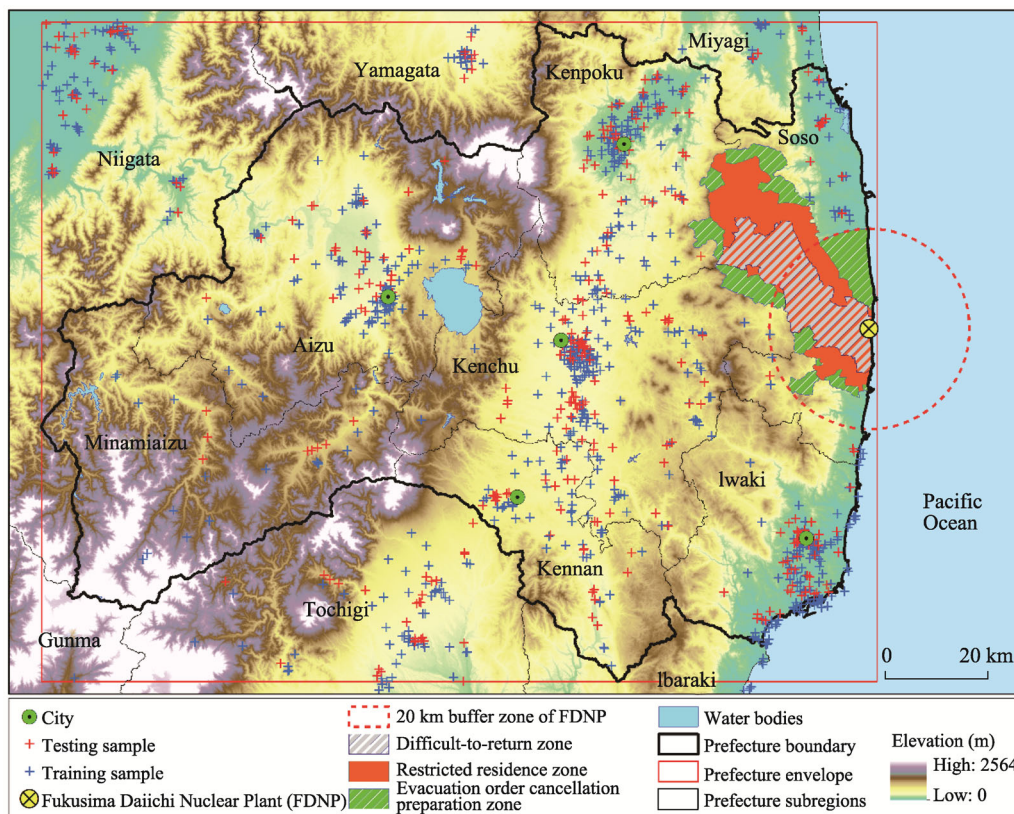 Miyagi
Yamagata
Kenpoku
Soso
Niigata
Aizu
Kenchu
Minamiaizu
Iwaki
Pacific
Ocean
Kennan
Tochigi
Gunma
Ibaraki
0 20 km
City
Testing sample
Training sample
Fukusima Daiichi Nuclear Plant (FDNP)
20 km buffer zone of FDNP
Difficult-to-return zone
Restricted residence zone
Evacuation order cancellation
preparation zone
Water bodies
Prefecture boundary
Prefecture envelope
Prefecture subregions
Elevation (m)
High: 2564
Low: 0